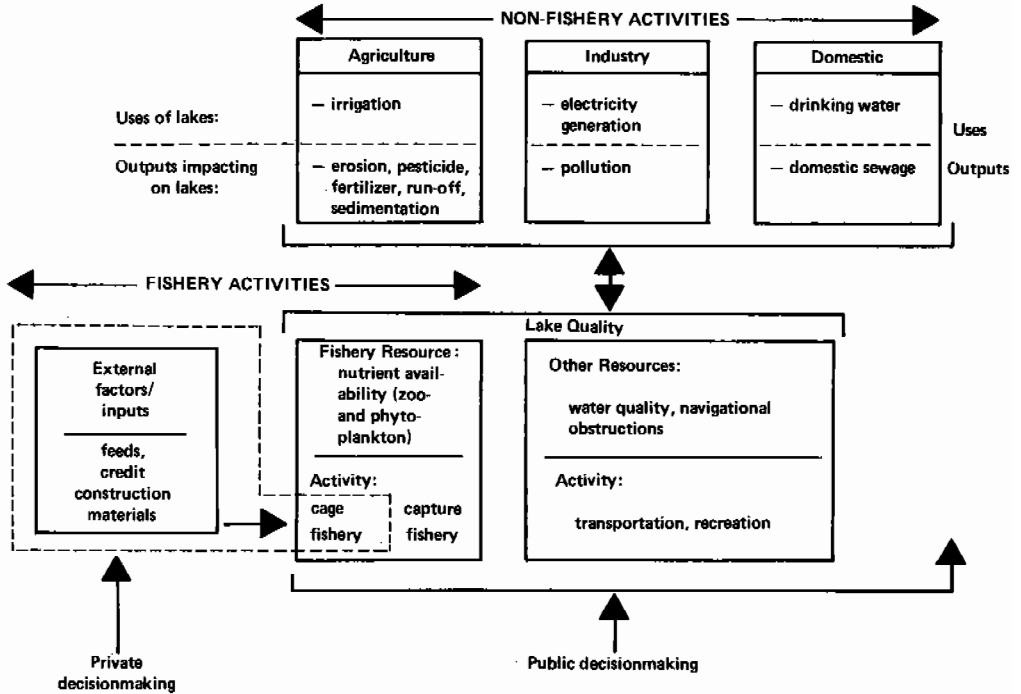 NON-FISHERY ACTIVITIES
Agriculture
Industry
Domestic
Uses of lakes:
– irrigation
– electricity
generation
– drinking water
Uses
Outputs impacting
on lakes:
– erosion, pesticide,
fertilizer, run-off,
sedimentation
– pollution
– domestic sewage
Outputs
FISHERY ACTIVITIES
Lake Quality
External
factors/
inputs
feeds,
credit
construction
materials
Fishery Resource:
nutrient avail-
ability (zoo-
and phyto-
plankton)
Activity:
cage
fishery
capture
fishery
Other Resources:
water quality, navigational
obstructions
Activity:
transportation, recreation
Private
decisionmaking
Public decisionmaking